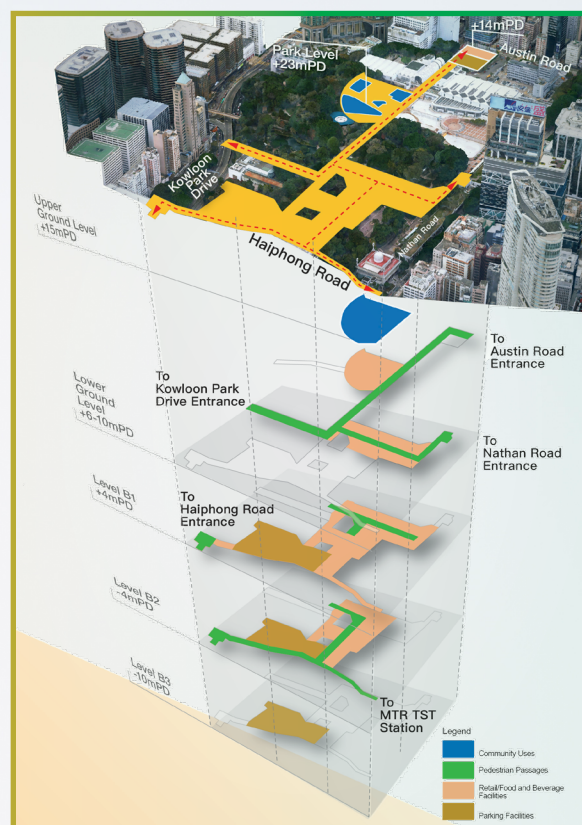 +14mPD
Austin Road
Park Level
+23mPD
Kowloon
Park
Drive
Nathan Road
Haiphong Road
Upper
Ground Level
+15mPD
To
Austin Road
Entrance
To
Kowloon Park
Drive Entrance
Lower
Ground
Level
+6-10mPD
To
Nathan Road
Entrance
Level B1
+4mPD
To
Haiphong Road
Entrance
Level B2
-4mPD
Level B3
-10mPD
To
MTR TST
Station
Legend
Community Uses
Pedestrian Passages
Retail/Food and Beverage
Facilities
Parking Facilities